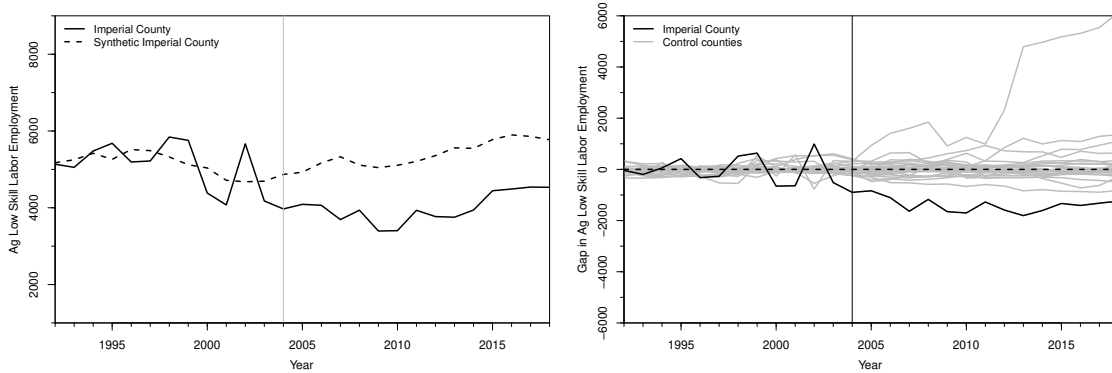 Imperial County
Synthetic Imperial County
Ag Low Skill Labor Employment
2000
4000
6000
8000
1995
2000
2005
2010
2015
Year
Imperial County
Control counties
Gap in Ag Low Skill Labor Employment
−6000
−4000
−2000
0
2000
4000
6000
1995
2000
2005
2010
2015
Year